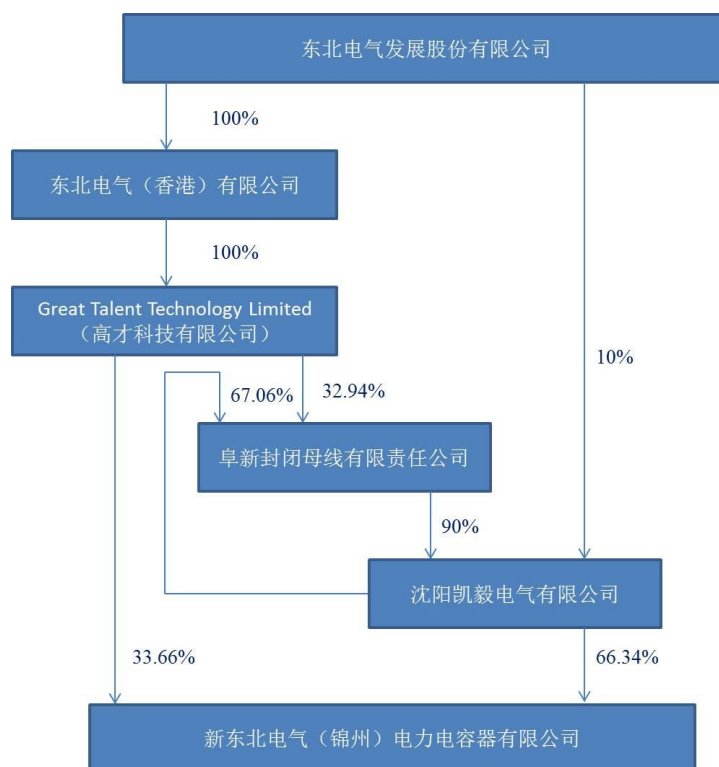 东北电气发展股份有限公司
100%
东北电气（香港）有限公司
100%
Great Talent Technology Limited
（高才科技有限公司）
10%
67.06%
32.94%
阜新封闭母线有限责任公司
90%
沈阳凯毅电气有限公司
33.66%
66.34%
新东北电气（锦州）电力电容器有限公司